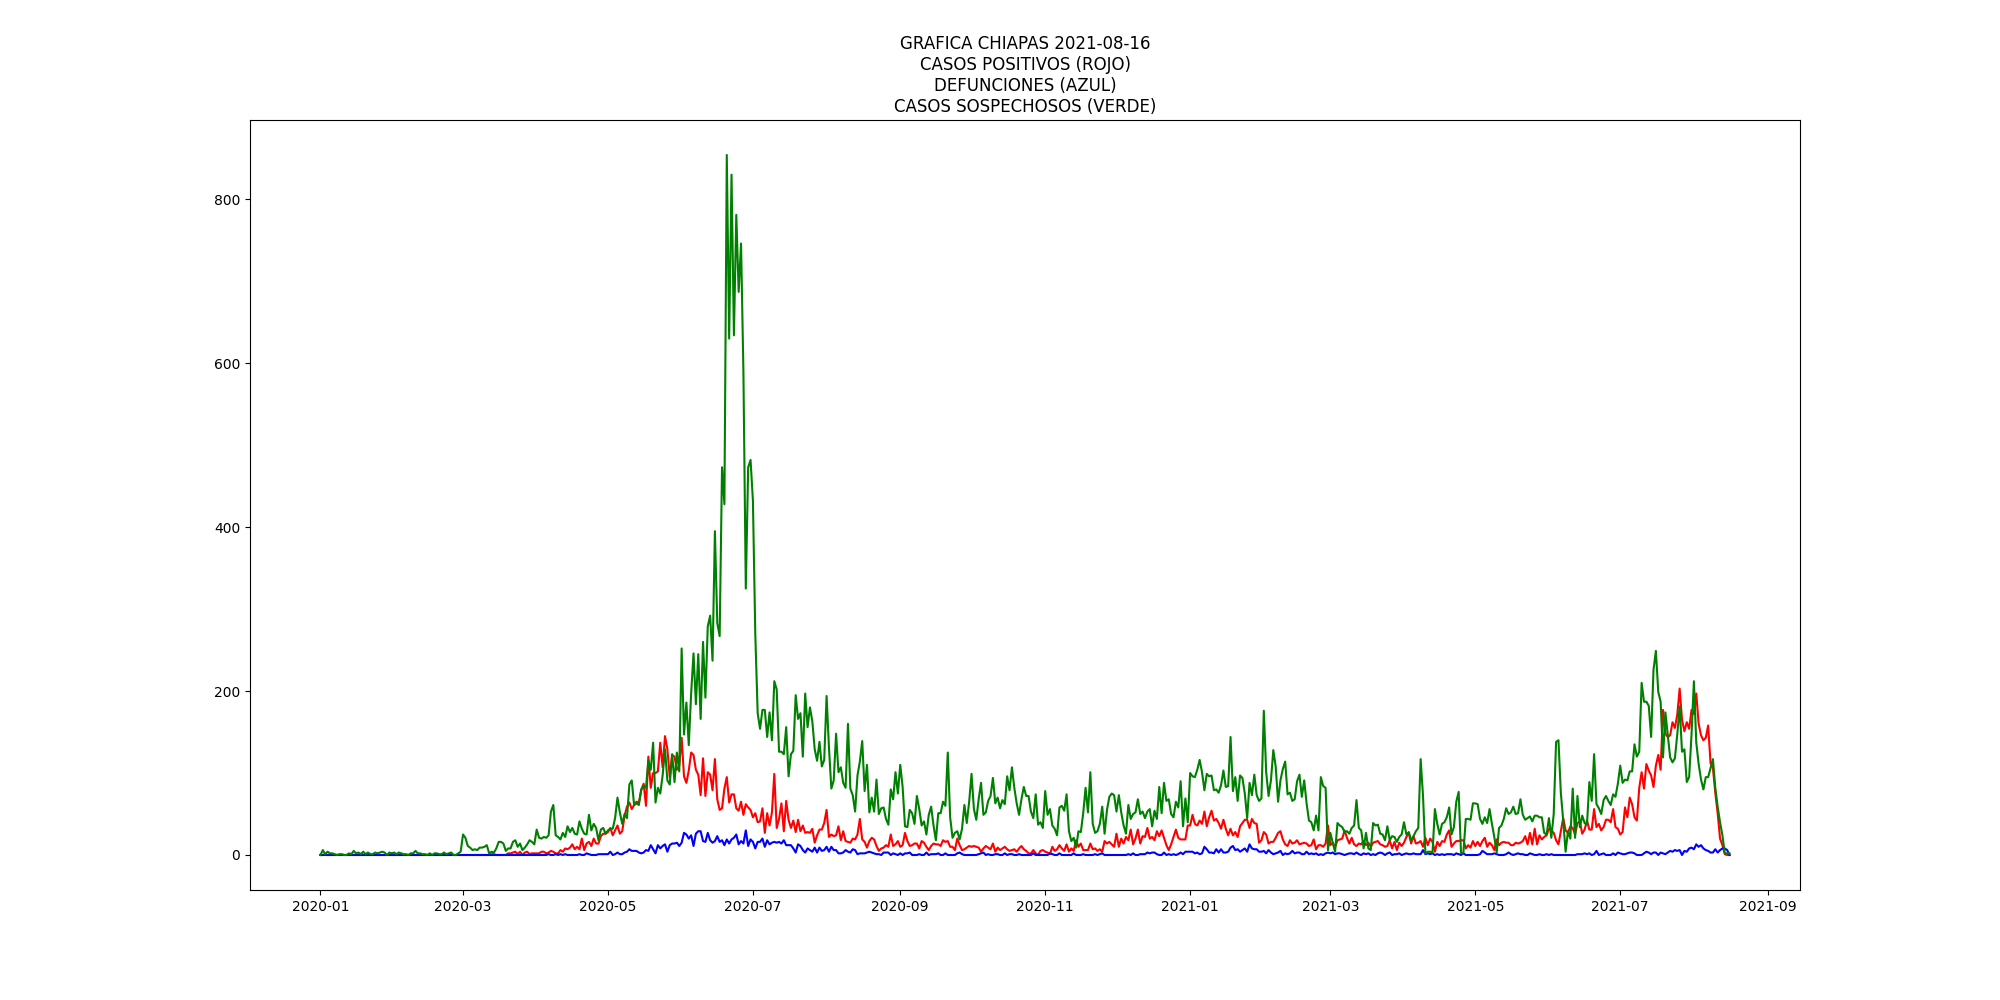 GRAFICA CHIAPAS 2021-08-16
CASOS POSITIVOS (ROJO)
DEFUNCIONES (AZUL)
CASOS SOSPECHOSOS (VERDE)
800
600
400
200
0
2020-01 2020-03 2020-05 2020-07 2020-09 2020-11 2021-01 2021-03 2021-05 2021-07 2021-09